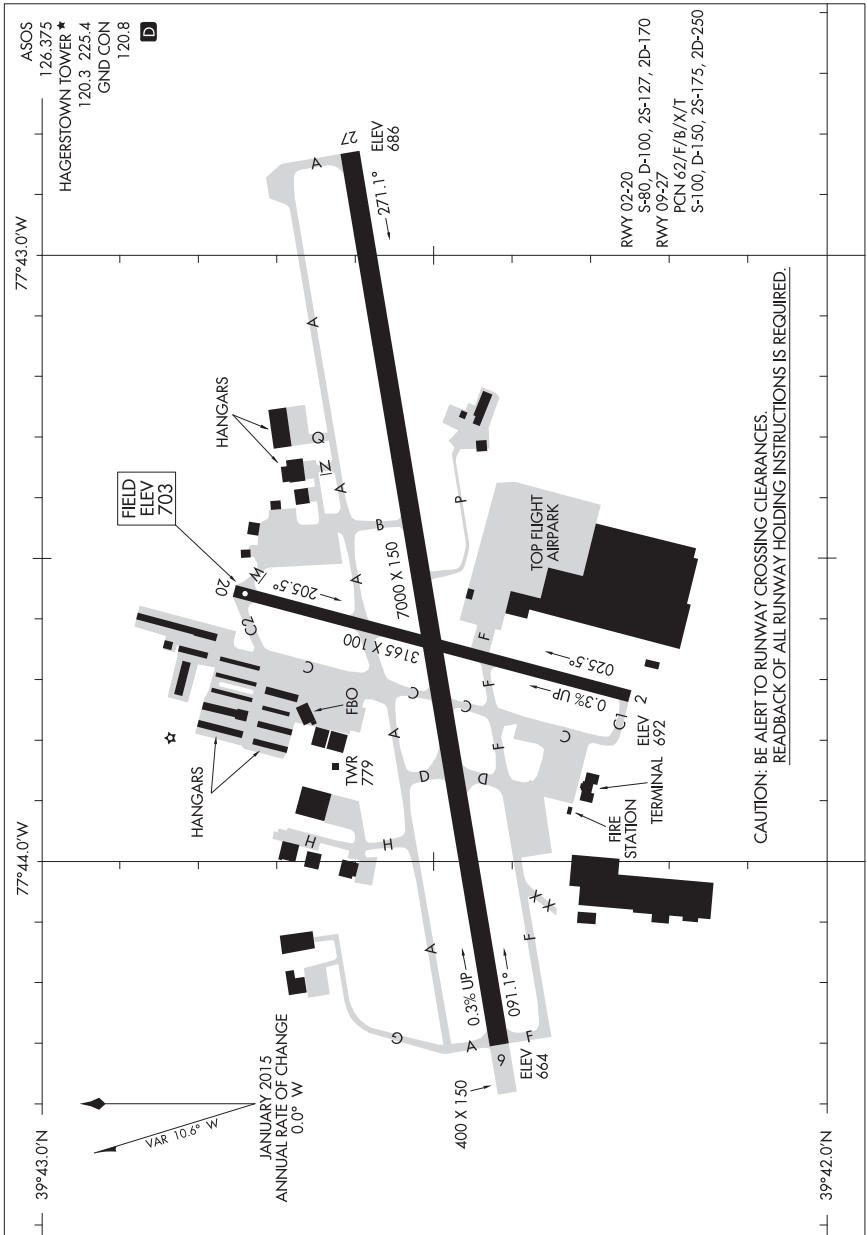 ASOS
126.375
HAGERSTOWN TOWER ★
120.3 225.4
GND CON
120.8
D
77°44.0'W
77°43.0'W
39°43.0'N
VAR 10.6° W
JANUARY 2015
ANNUAL RATE OF CHANGE
0.0° W
FIELD
ELEV
703
HANGARS
HANGARS
FBO
TWR
779
20
205.5°
3165 X 100
7000 X 150
27
ELEV
686
271.1°
A
A
Q
N
A
B
A
M
C2
C
C
C
A
D
D
H
H
A
G
A
0.3% UP
091.1°
9
ELEV
664
F
F
400 X 150
X
X
F
F
F
P
TOP FLIGHT
AIRPARK
025.5°
0.3% UP
2
C1
C
ELEV
692
TERMINAL
FIRE
STATION
RWY 02-20
S-80, D-100, 2S-127, 2D-170
RWY 09-27
PCN 62/F/B/X/T
S-100, D-150, 2S-175, 2D-250
CAUTION: BE ALERT TO RUNWAY CROSSING CLEARANCES.
READBACK OF ALL RUNWAY HOLDING INSTRUCTIONS IS REQUIRED.
39°42.0'N